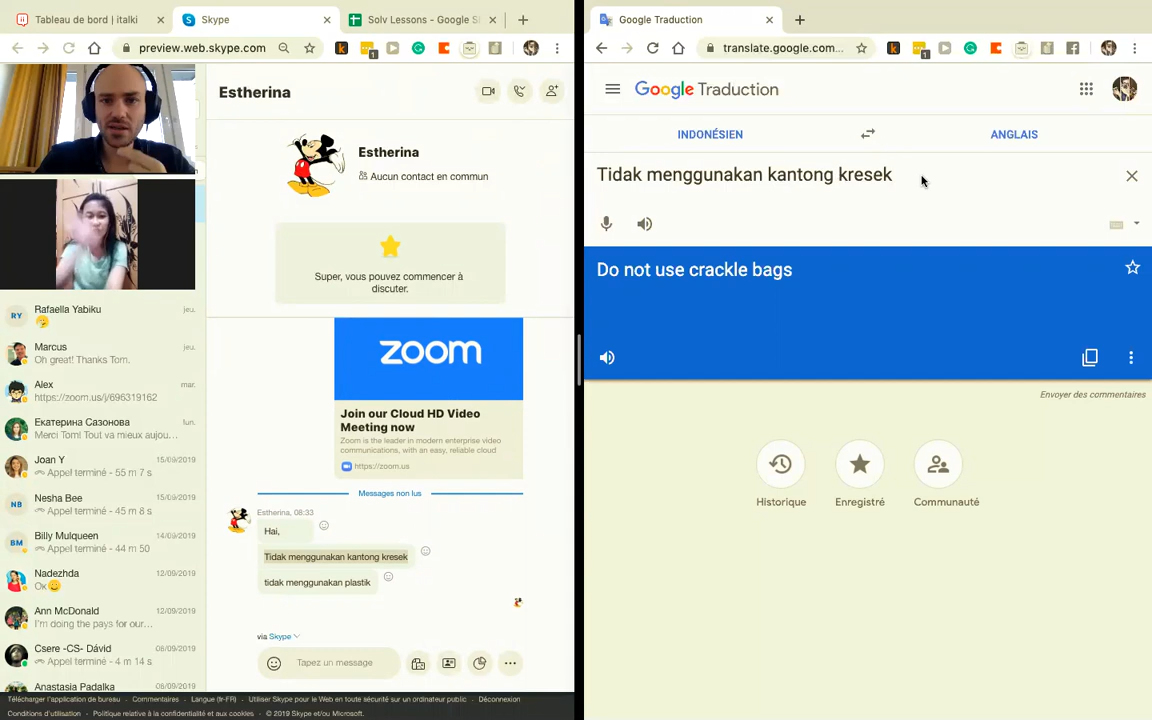 Tableau de bord | italki
Skype
Solv Lessons - Google S
Google Traduction
preview.web.skype.com
translate.google.com...
Estherina
Estherina
Aucun contact en commun
Super, vous pouvez commencer à
discuter.
zoom
Join our Cloud HD Video
Meeting now
Zoom is the leader in modern enterprise video
communications, with an easy, reliable cloud
https://zoom.us
Messages non lus
Estherina, 08:33
Hai,
Tidak menggunakan kantong kresek
tidak menggunakan plastik
via Skype
Tapez un message
RY
Rafaella Yabiku
jeu.
Marcus
jeu.
Oh great! Thanks Tom.
Alex
mar.
https://zoom.us/j/696319162
Екатерина Сазонова
lun.
Merci Tom! Tout va mieux aujou...
Joan Y
15/09/2019
Appel terminé - 55 m 7 s
NB
Nesha Bee
15/09/2019
Appel terminé - 45 m 8 s
BM
Billy Mulqueen
14/09/2019
Appel terminé - 44 m 50
Nadezhda
12/09/2019
Ок
Ann McDonald
12/09/2019
I'm doing the pays for our...
Csere -CS- Dávid
06/09/2019
Appel terminé - 4 m 14 s
Anastasia Padalka
06/09/2019
Télécharger l'application de bureau
Commentaires
Langue (fr-FR)
Utiliser Skype pour le Web en toute sécurité sur un ordinateur public
Déconnexion
Conditions d'utilisation
Politique relative à la confidentialité et aux cookies
© 2019 Skype et/ou Microsoft.
Google Traduction
INDONÉSIEN
ANGLAIS
Tidak menggunakan kantong kresek
Do not use crackle bags
Envoyer des commentaires
Historique
Enregistré
Communauté